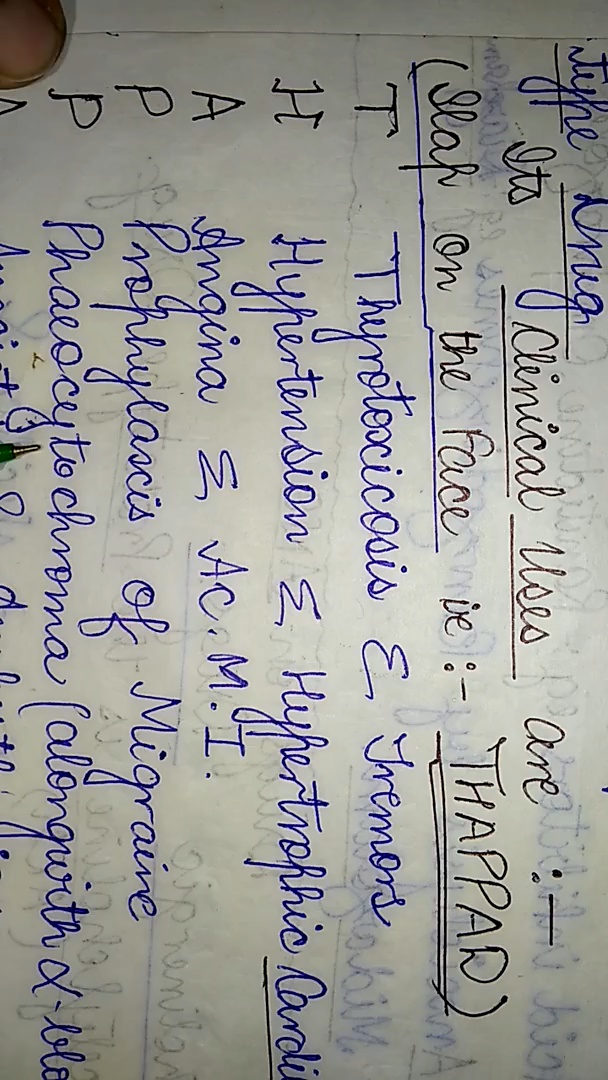 type Drug
Its Clinical Uses are :-
(Slap on the Face ie :- THAPPAD)
T Thyrotoxicosis & Tremors
H Hypertension & Hypertrophic Cardi
A Angina & Ac. M.I.
P Prophylaxis of Migraine
P Phaeocytochroma (alongwith α-blo
A